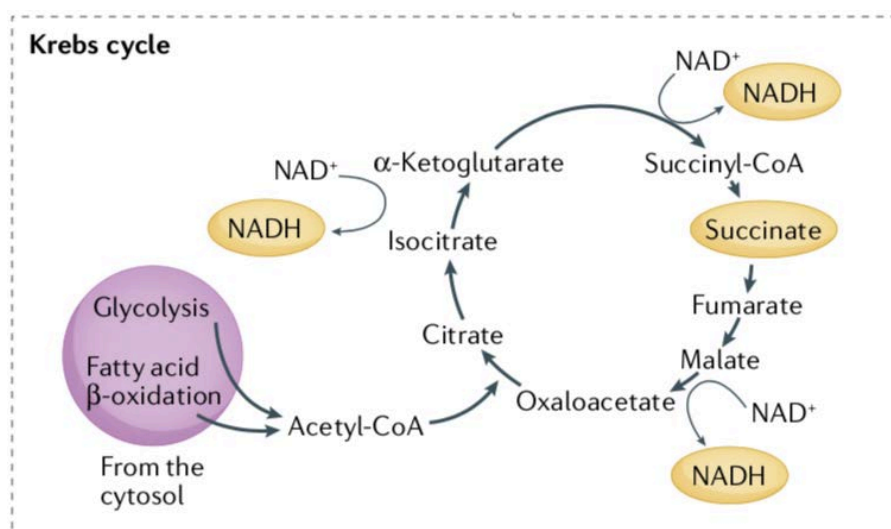 Krebs cycle
NAD⁺
NADH
NAD⁺
α-Ketoglutarate
Succinyl-CoA
NADH
Isocitrate
Succinate
Glycolysis
Fumarate
Citrate
Fatty acid
β-oxidation
Malate
Oxaloacetate
NAD⁺
Acetyl-CoA
From the
cytosol
NADH